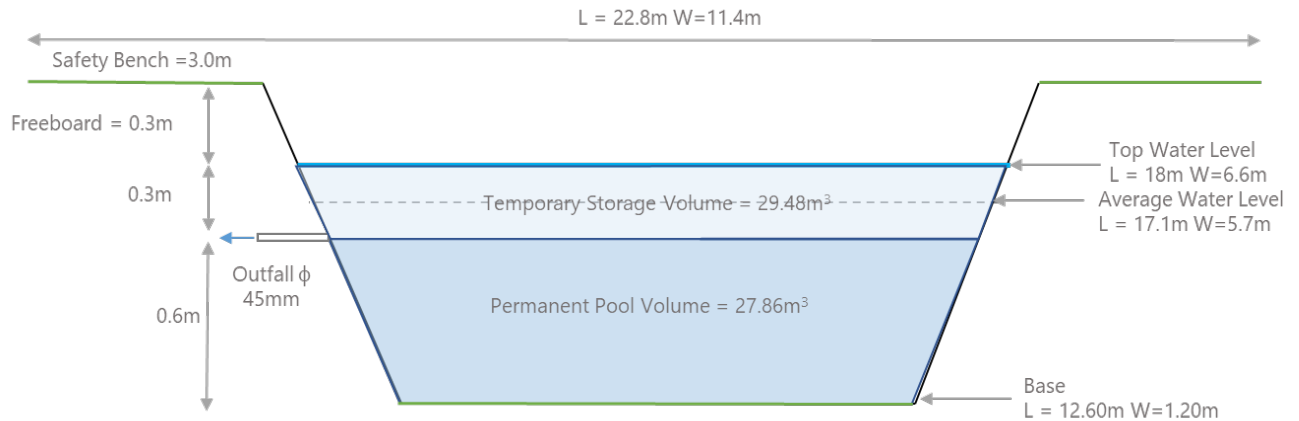 L = 22.8m W=11.4m
Safety Bench =3.0m
Freeboard = 0.3m
Top Water Level
L = 18m W=6.6m
0.3m
Temporary Storage Volume = 29.48m³
Average Water Level
L = 17.1m W=5.7m
Outfall ϕ
45mm
Permanent Pool Volume = 27.86m³
0.6m
Base
L = 12.60m W=1.20m